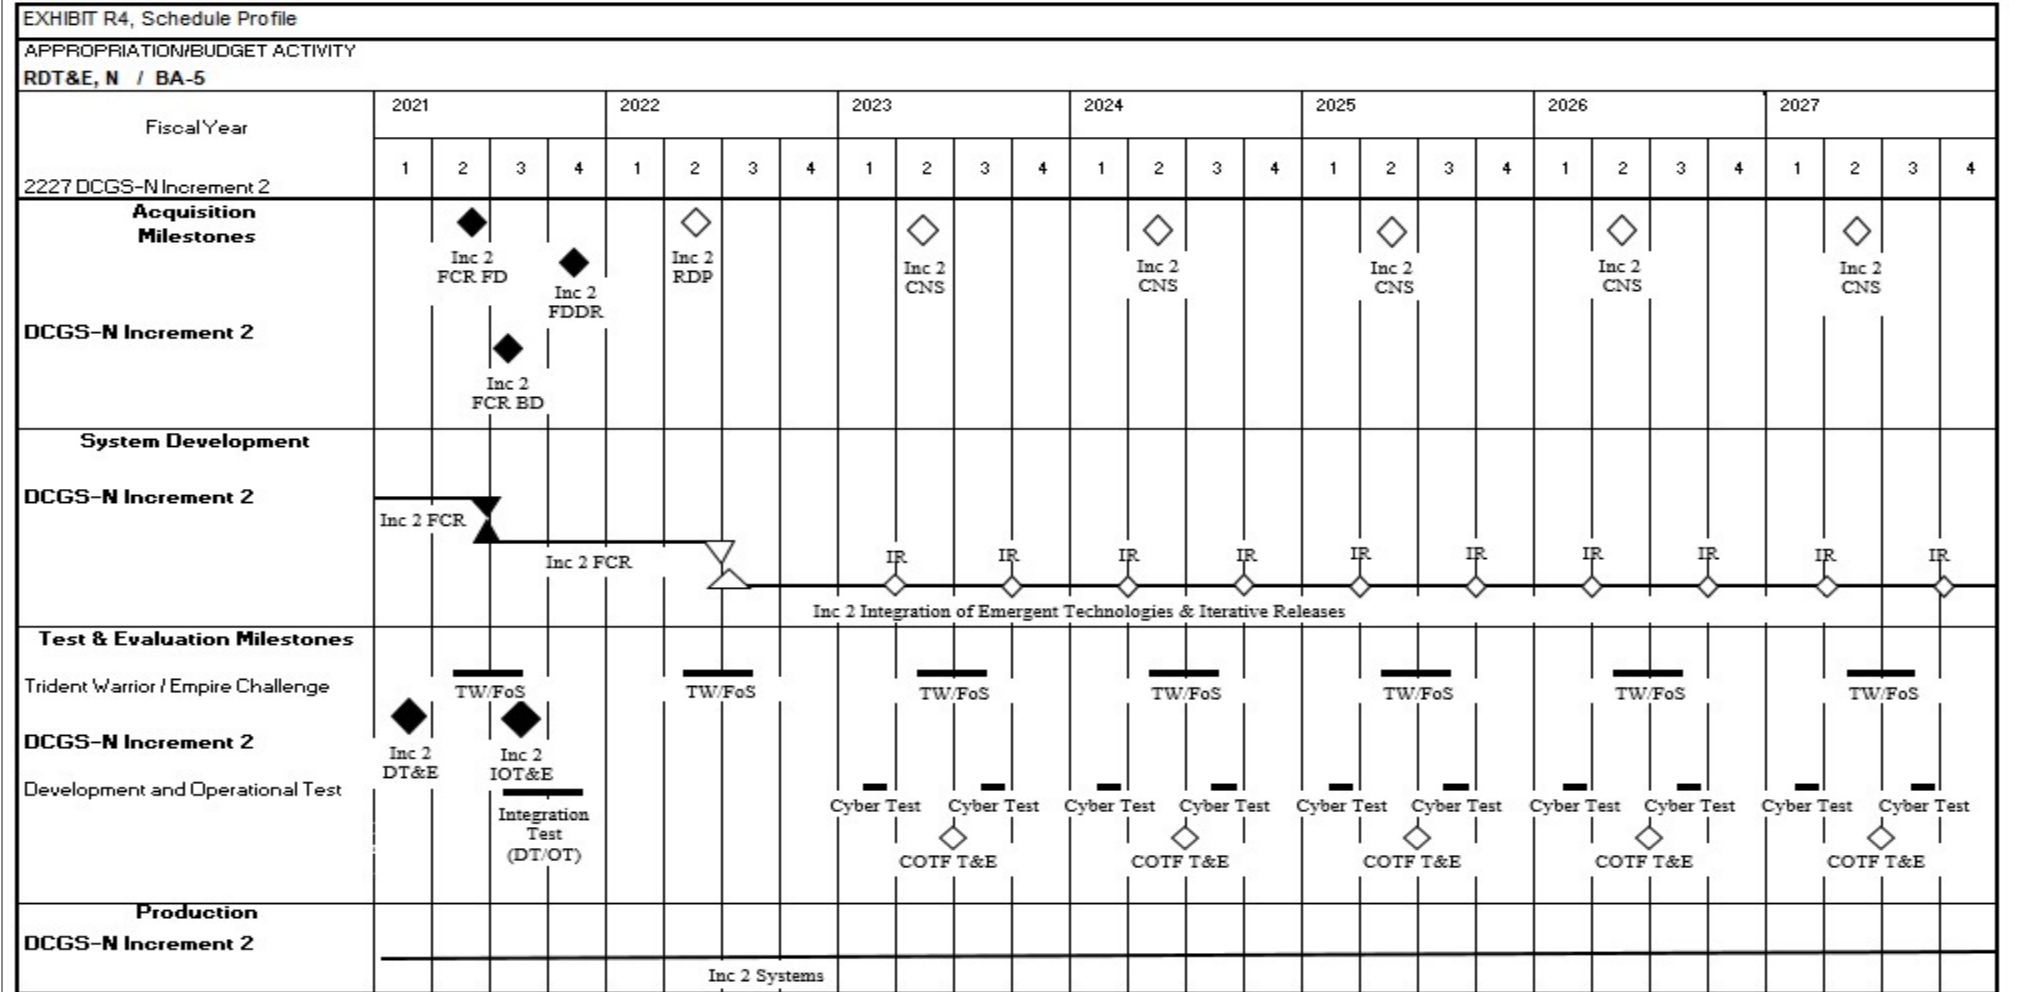 EXHIBIT R4, Schedule Profile
APPROPRIATION/BUDGET ACTIVITY
RDT&E, N / BA-5
Fiscal Year
2021 2022 2023 2024 2025 2026 2027
2227 DCGS-N Increment 2
1 2 3 4 1 2 3 4 1 2 3 4 1 2 3 4 1 2 3 4 1 2 3 4 1 2 3 4
Acquisition
Milestones
Inc 2
FCR FD
Inc 2
FDDR
Inc 2
RDP
Inc 2
CNS
Inc 2
CNS
Inc 2
CNS
Inc 2
CNS
Inc 2
CNS
DCGS-N Increment 2
Inc 2
FCR BD
System Development
DCGS-N Increment 2
Inc 2 FCR
Inc 2 FCR
IR IR IR IR IR IR IR IR IR IR
Inc 2 Integration of Emergent Technologies & Iterative Releases
Test & Evaluation Milestones
Trident Warrior / Empire Challenge
TW/FoS TW/FoS TW/FoS TW/FoS TW/FoS TW/FoS TW/FoS
DCGS-N Increment 2
Inc 2
DT&E
Inc 2
IOT&E
Development and Operational Test
Integration
Test
(DT/OT)
Cyber Test Cyber Test Cyber Test Cyber Test Cyber Test Cyber Test Cyber Test Cyber Test Cyber Test Cyber Test
COTF T&E COTF T&E COTF T&E COTF T&E COTF T&E
Production
DCGS-N Increment 2
Inc 2 Systems